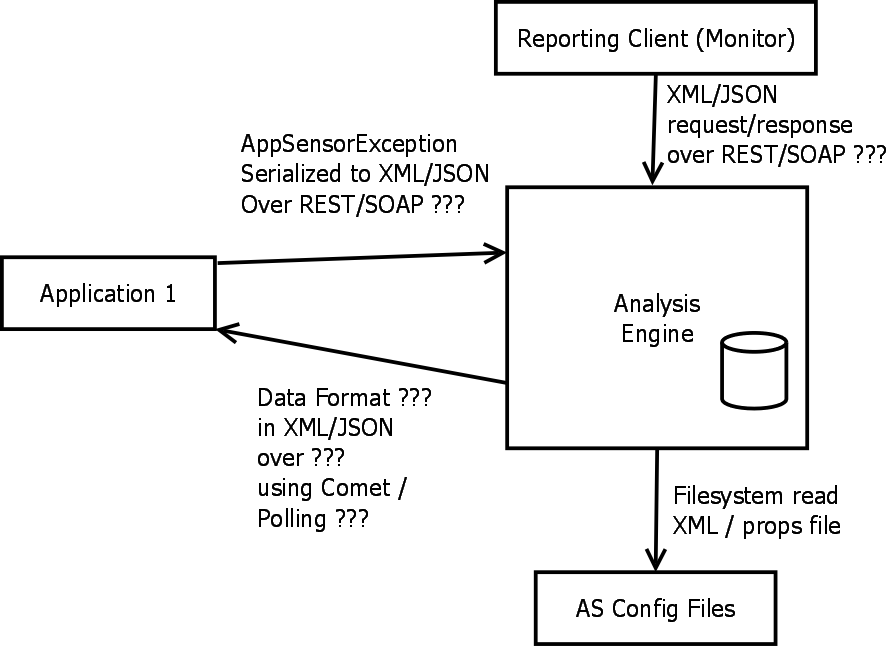 Reporting Client (Monitor)
XML/JSON
request/response
over REST/SOAP ???
AppSensorException
Serialized to XML/JSON
Over REST/SOAP ???
Application 1
Analysis
Engine
Data Format ???
in XML/JSON
over ???
using Comet /
Polling ???
Filesystem read
XML / props file
AS Config Files